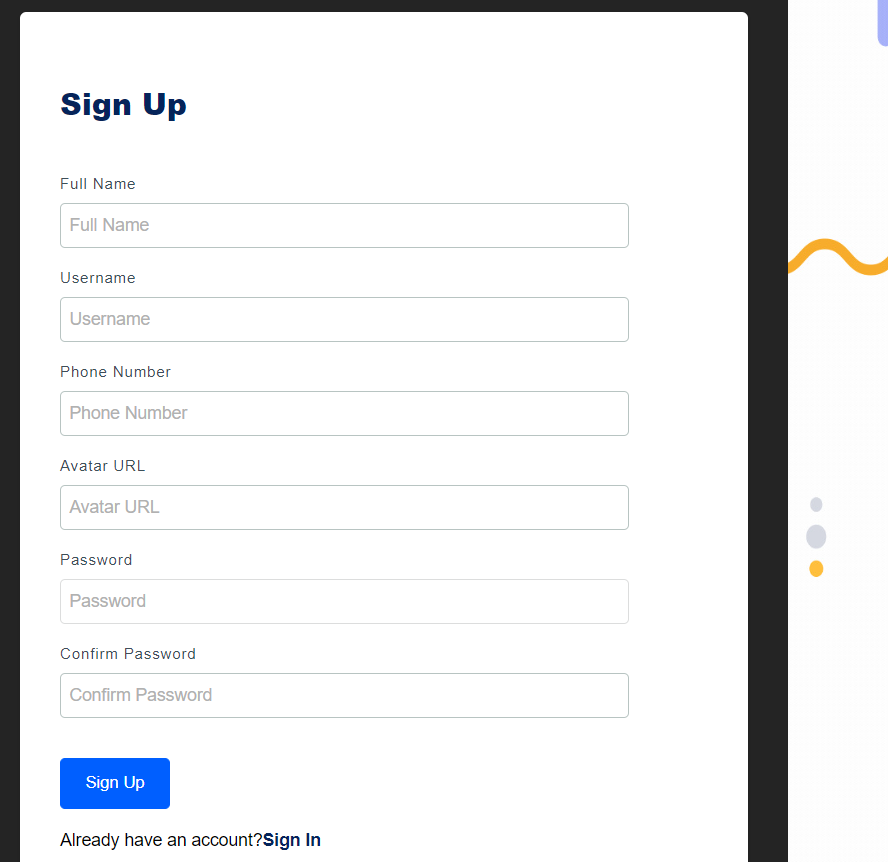 Sign Up
Full Name
Full Name
Username
Username
Phone Number
Phone Number
Avatar URL
Avatar URL
Password
Password
Confirm Password
Confirm Password
Sign Up
Already have an account?Sign In